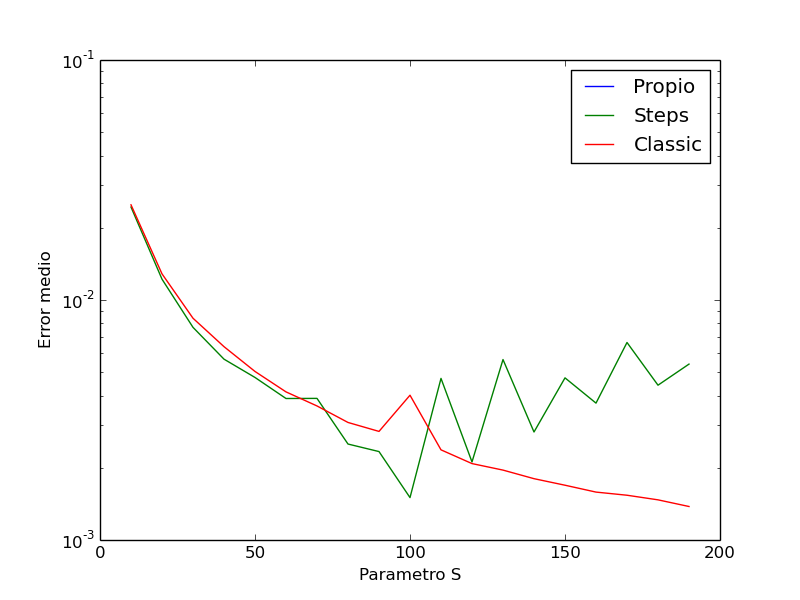 Propio
Steps
Classic
Error medio
10^-1
10^-2
10^-3
0 50 100 150 200
Parametro S